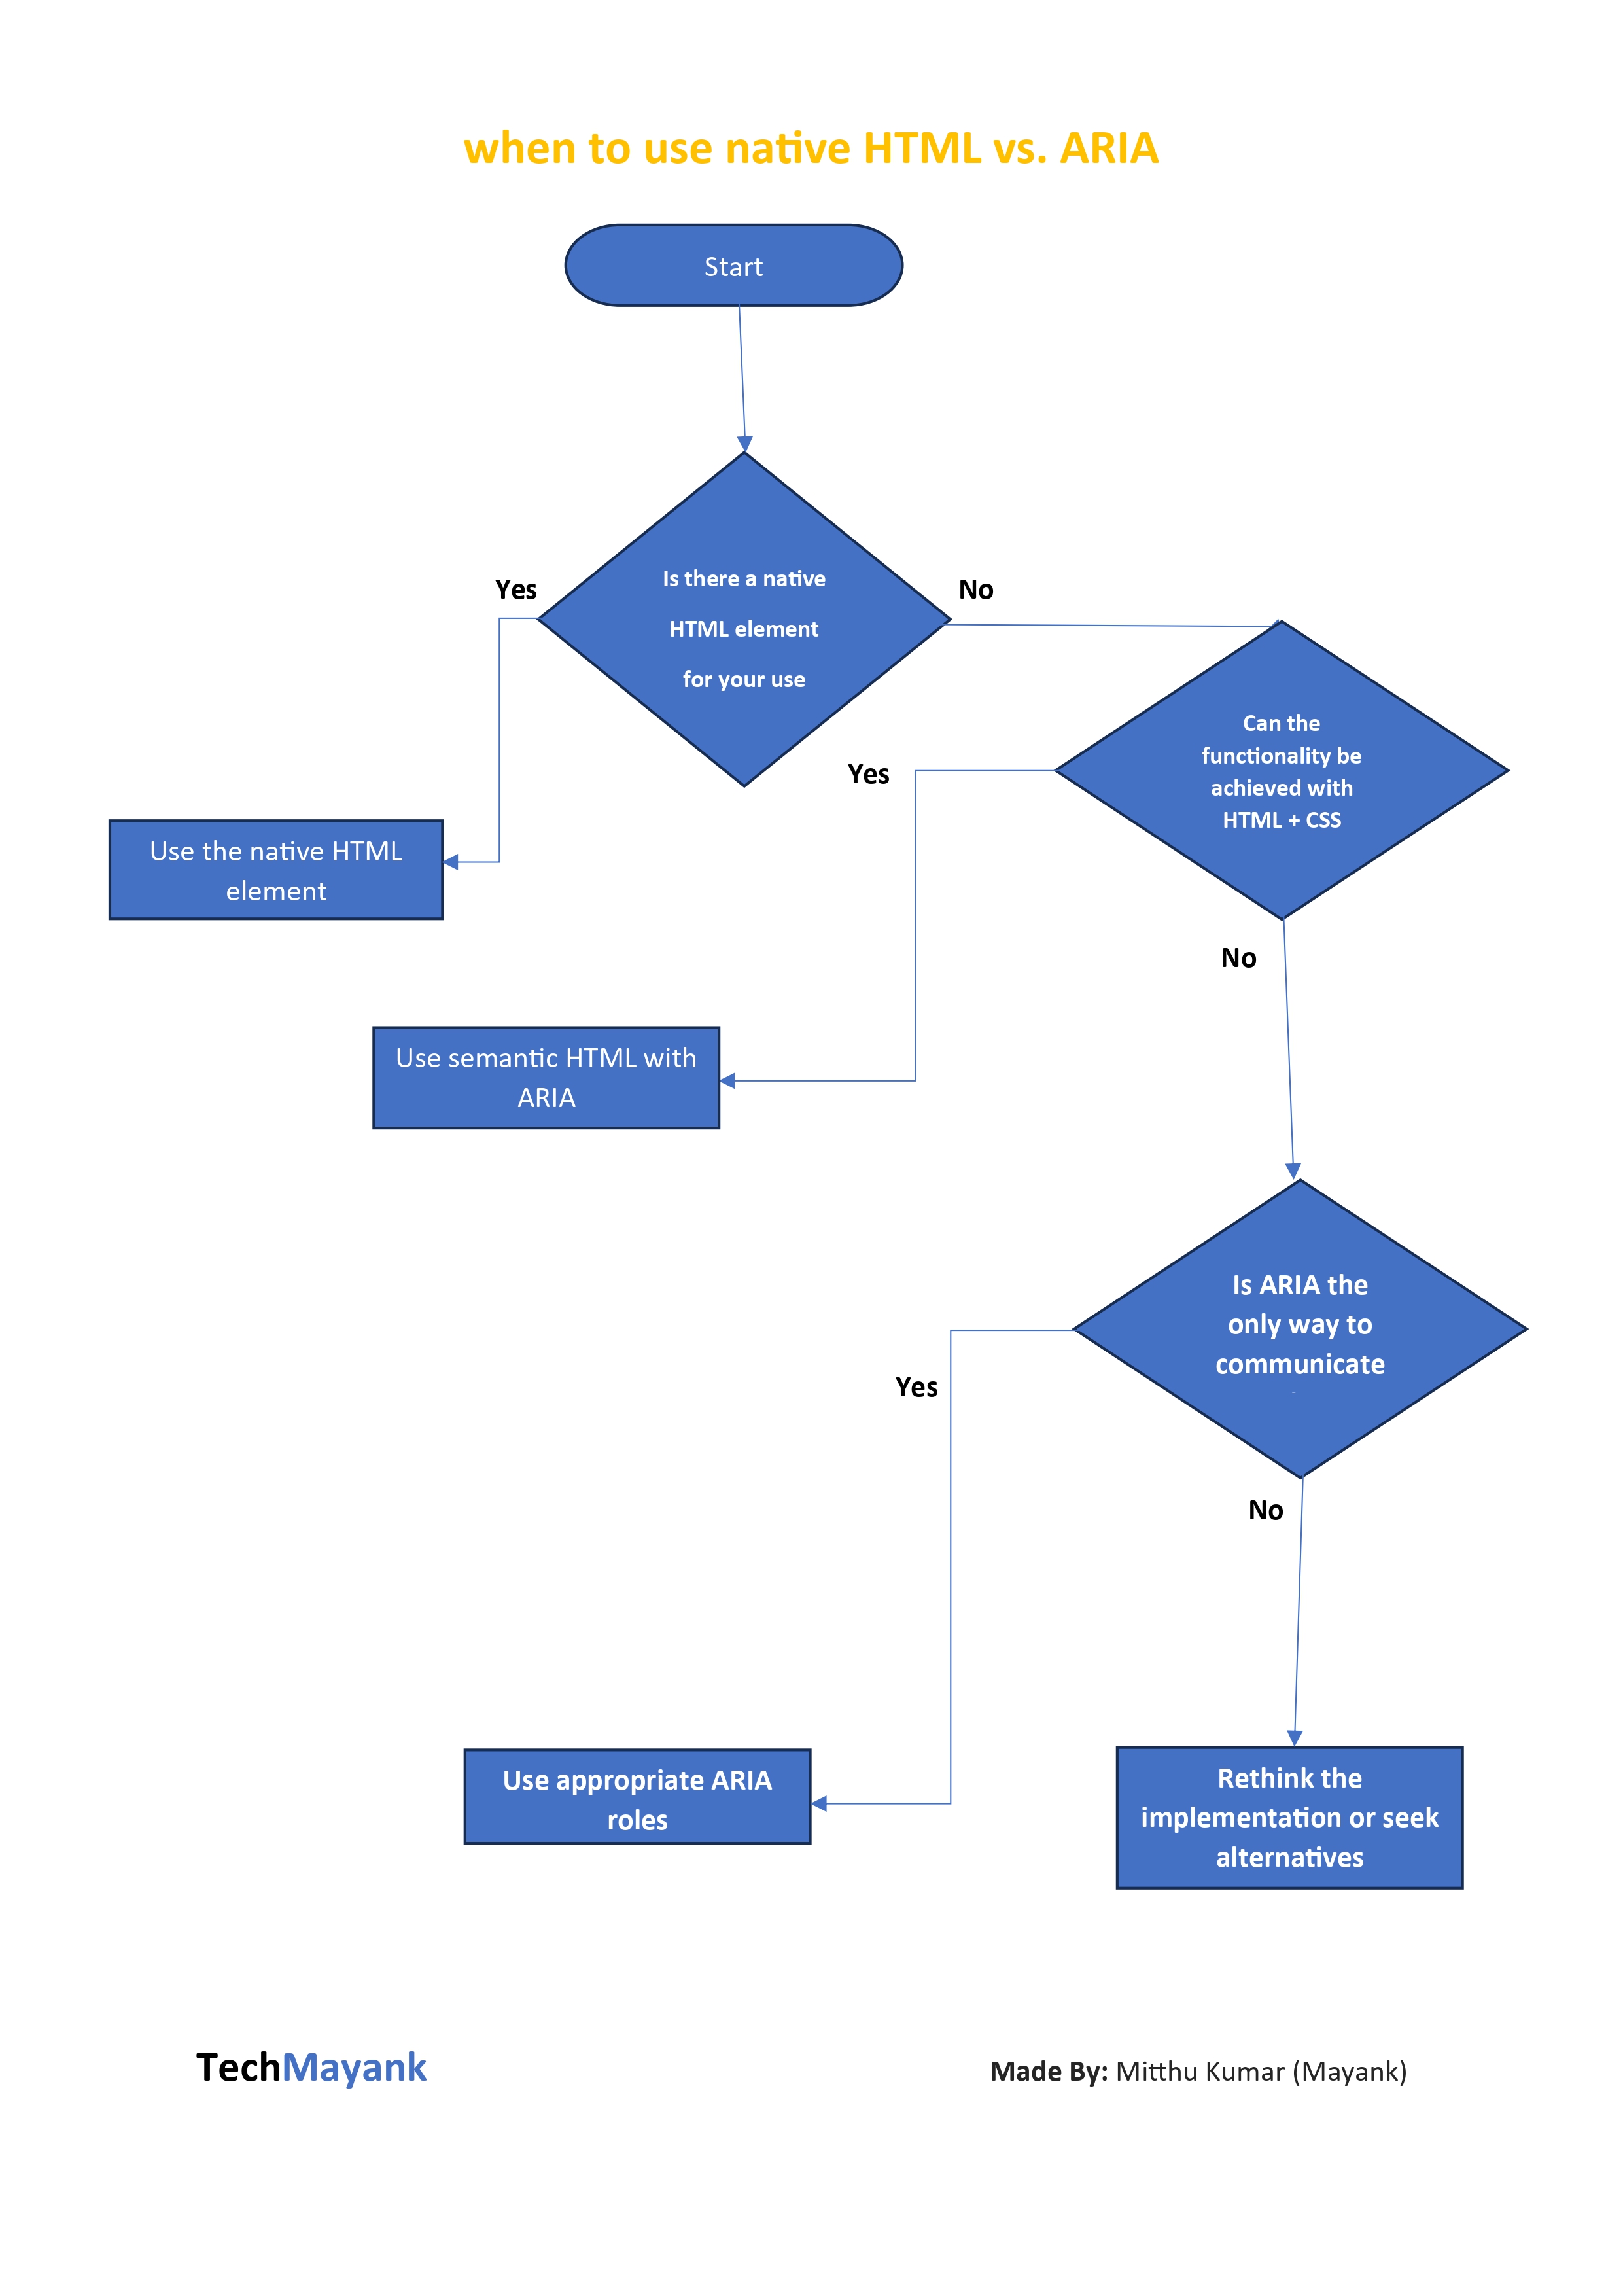 when to use native HTML vs. ARIA
Start
Is there a native
HTML element
for your use
Yes
No
Can the
functionality be
achieved with
HTML + CSS
Yes
Use the native HTML
element
No
Use semantic HTML with
ARIA
Is ARIA the
only way to
communicate
Yes
No
Use appropriate ARIA
roles
Rethink the
implementation or seek
alternatives
TechMayank
Made By: Mitthu Kumar (Mayank)